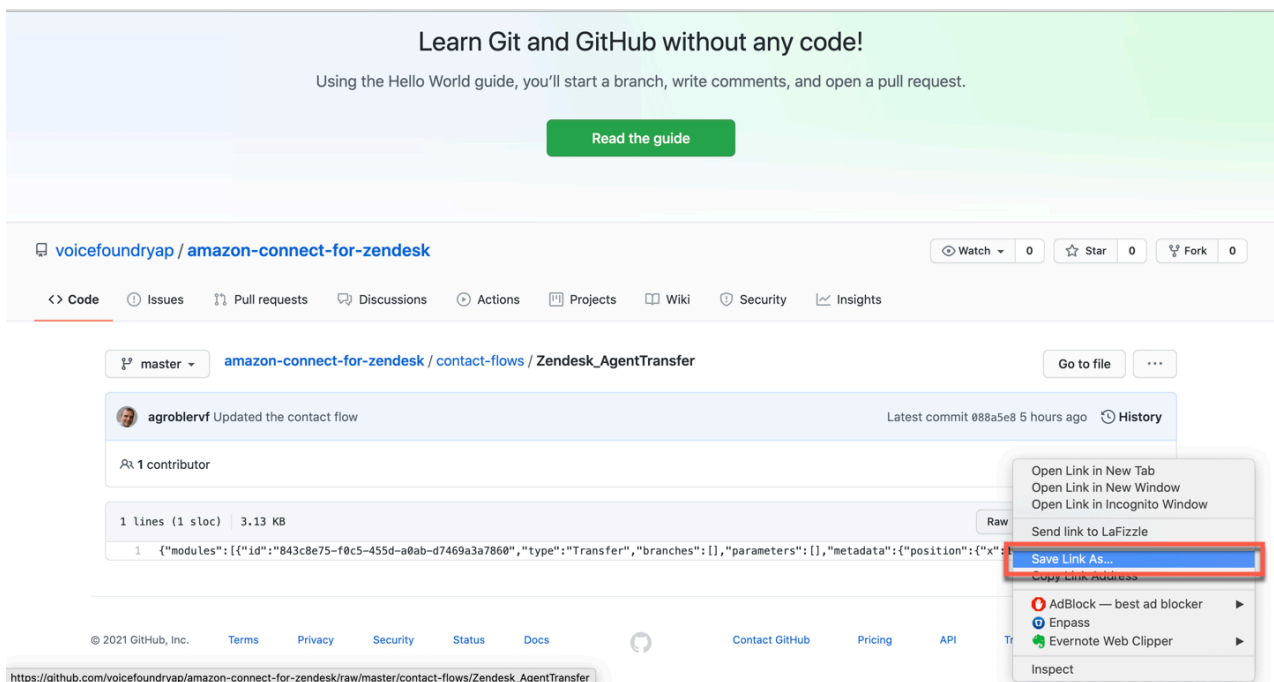 Learn Git and GitHub without any code!
Using the Hello World guide, you'll start a branch, write comments, and open a pull request.
Read the guide
voicefoundryap / amazon-connect-for-zendesk
Watch 0 Star 0 Fork 0
<> Code Issues Pull requests Discussions Actions Projects Wiki Security Insights
master amazon-connect-for-zendesk / contact-flows / Zendesk_AgentTransfer Go to file ...
agroblervf Updated the contact flow Latest commit 088a5e8 5 hours ago History
1 contributor
Open Link in New Tab
Open Link in New Window
Open Link in Incognito Window
Send link to LaFizzle
Save Link As...
Copy Link Address
AdBlock — best ad blocker
Enpass
Evernote Web Clipper
Inspect
1 lines (1 sloc) 3.13 KB Raw
1 {"modules":[{"id":"843c8e75-f0c5-455d-a0ab-d7469a3a7860","type":"Transfer","branches":[],"parameters":[],"metadata":{"position":{"x":
© 2021 GitHub, Inc. Terms Privacy Security Status Docs Contact GitHub Pricing API
https://github.com/voicefoundryap/amazon-connect-for-zendesk/raw/master/contact-flows/Zendesk_AgentTransfer